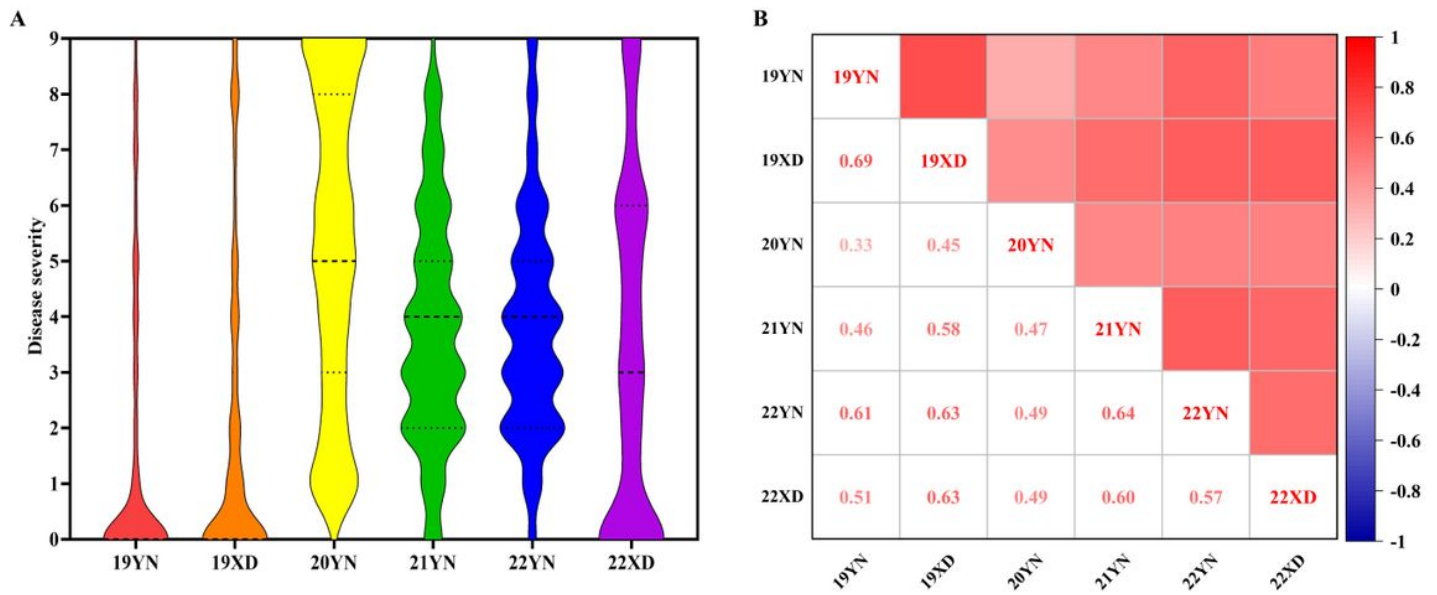 A
Disease severity
9
8
7
6
5
4
3
2
1
0
19YN 19XD 20YN 21YN 22YN 22XD
B
19YN 19YN
19XD 0.69 19XD
20YN 0.33 0.45 20YN
21YN 0.46 0.58 0.47 21YN
22YN 0.61 0.63 0.49 0.64 22YN
22XD 0.51 0.63 0.49 0.60 0.57 22XD
19YN 19XD 20YN 21YN 22YN 22XD
1
0.8
0.6
0.4
0.2
0
-0.2
-0.4
-0.6
-0.8
-1